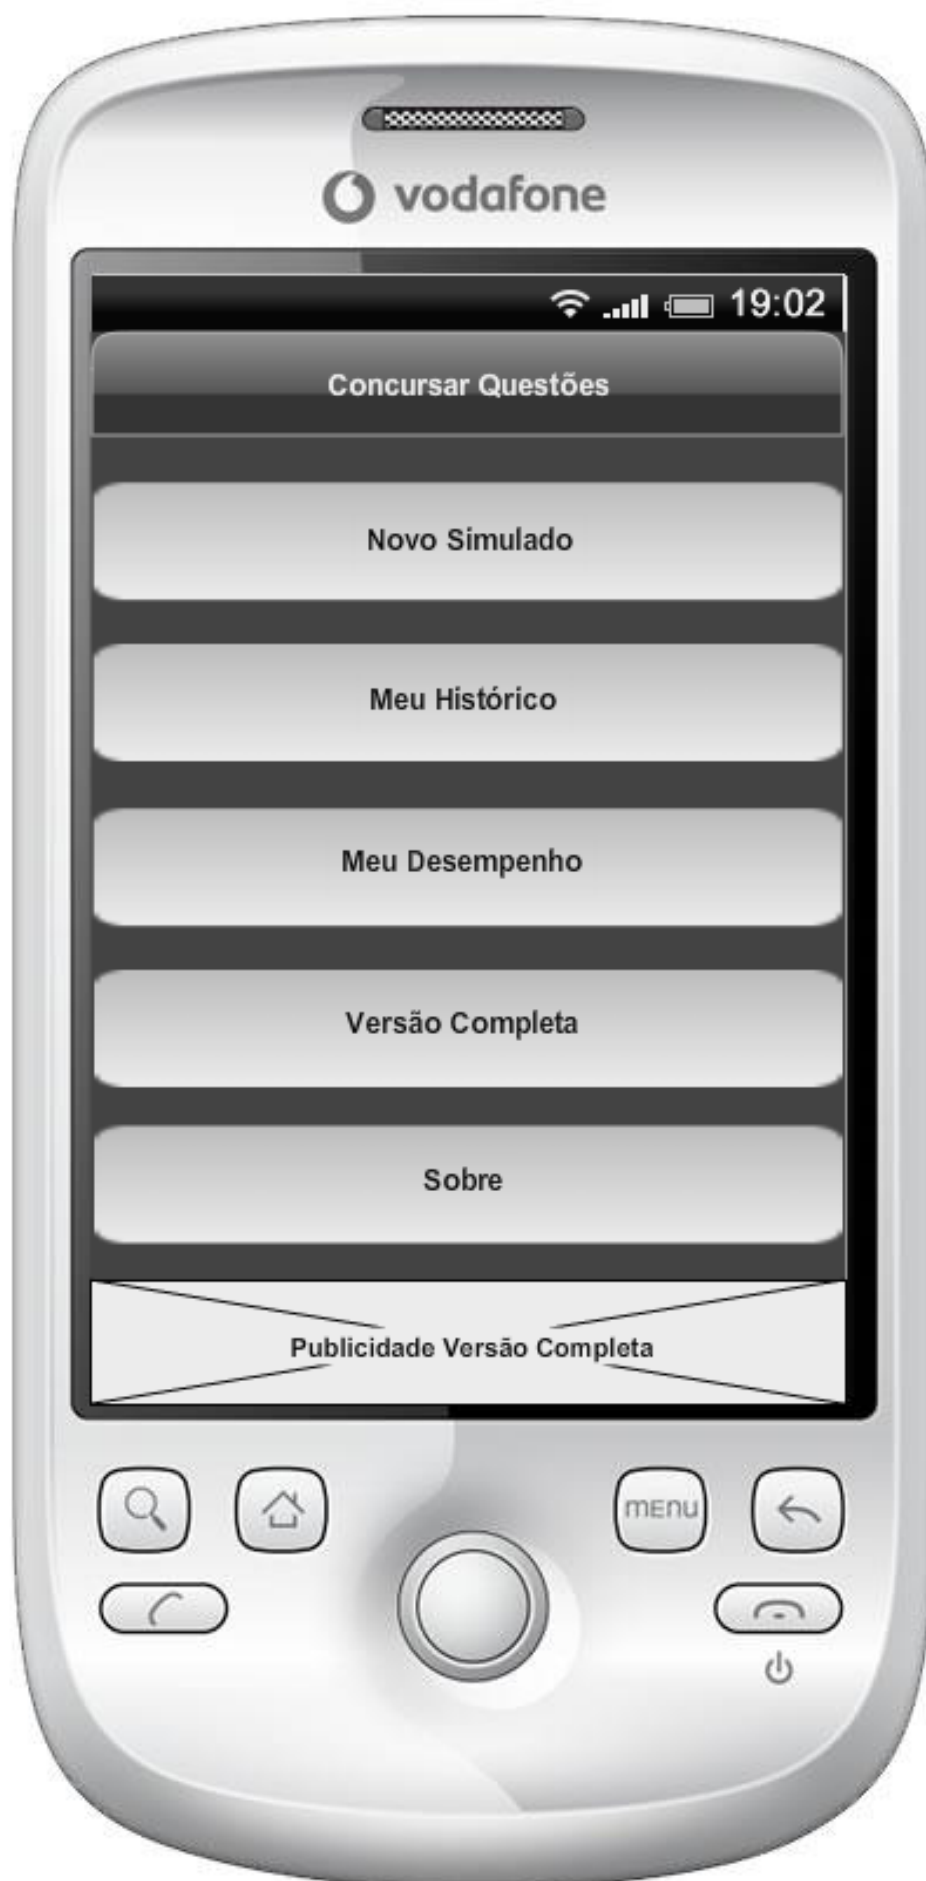 vodafone
19:02
Concursar Questões
Novo Simulado
Meu Histórico
Meu Desempenho
Versão Completa
Sobre
Publicidade Versão Completa
MENU